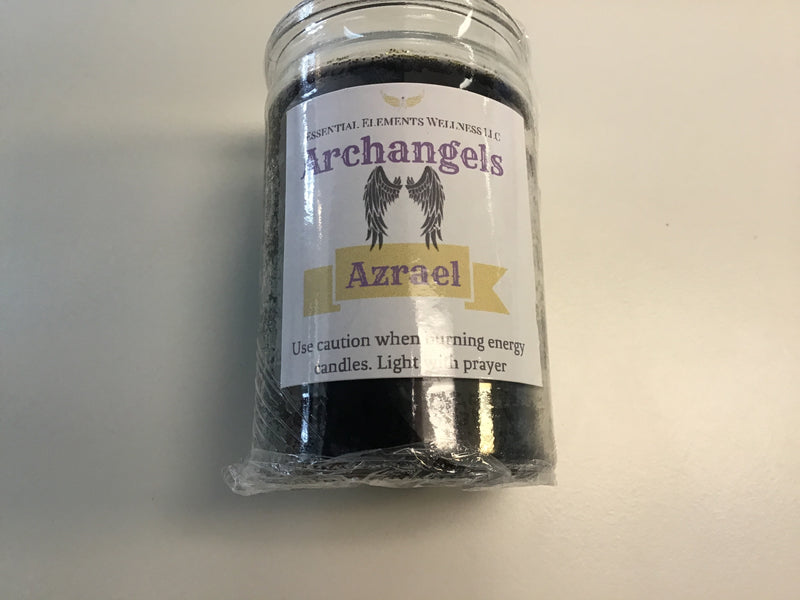 ESSENTIAL ELEMENTS WELLNESS LLC
Archangels
Azrael
Use caution when burning energy
candles. Light with prayer